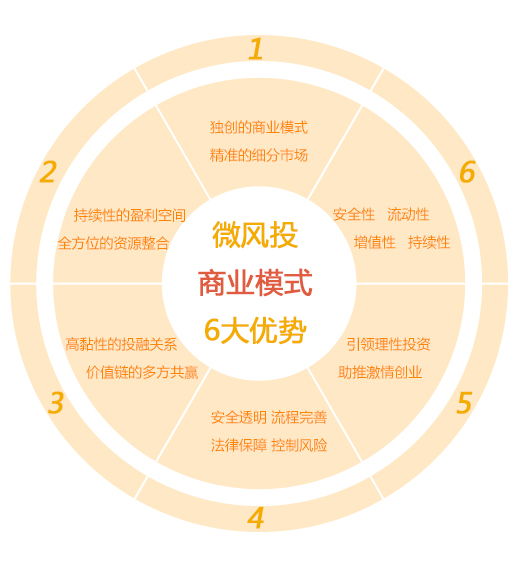 1
独创的商业模式
精准的细分市场
2
持续性的盈利空间
全方位的资源整合
微风投
商业模式
6大优势
6
安全性 流动性
增值性 持续性
3
高黏性的投融关系
价值链的多方共赢
5
引领理性投资
助推激情创业
安全透明 流程完善
法律保障 控制风险
4